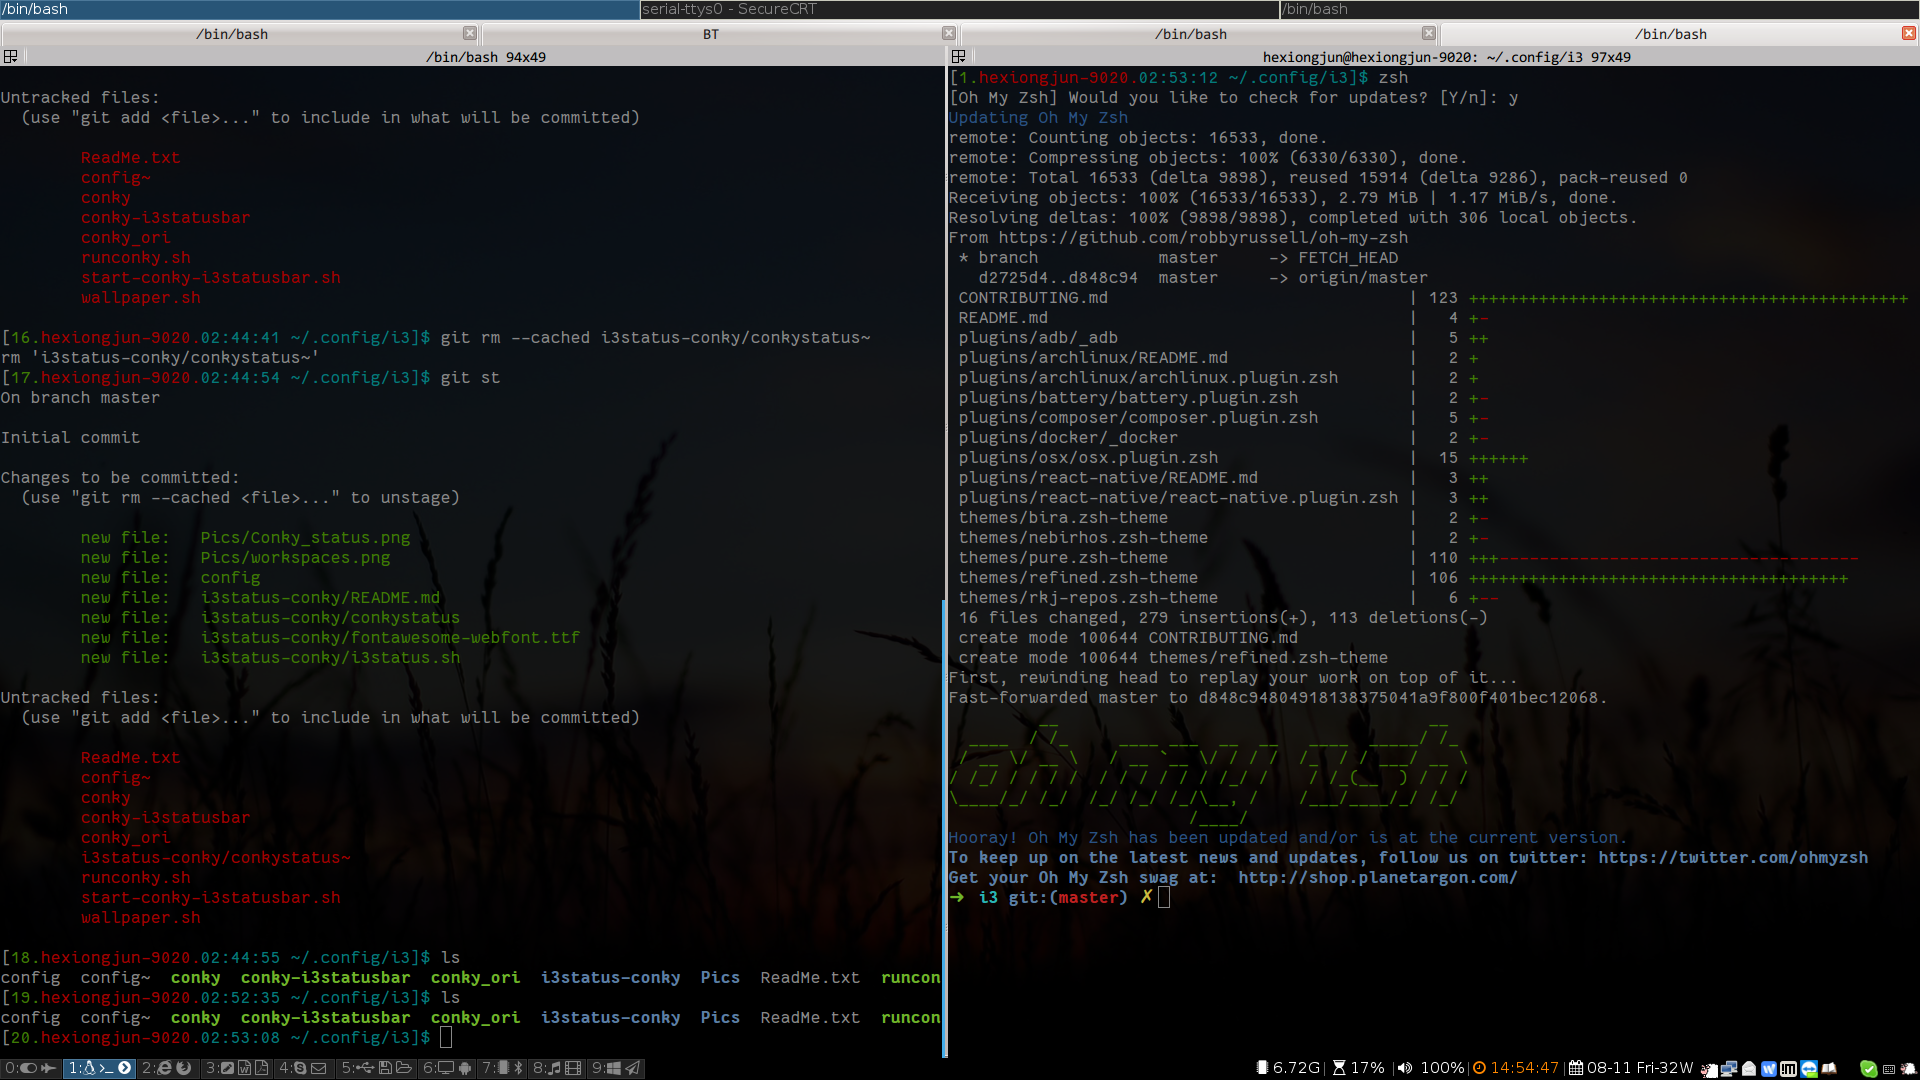 /bin/bash
serial-ttys0 - SecureCRT
/bin/bash
/bin/bash
BT
/bin/bash
/bin/bash
/bin/bash 94x49
hexiongjun@hexiongjun-9020: ~/.config/i3 97x49
Untracked files:
(use "git add <file>..." to include in what will be committed)
ReadMe.txt
config~
conky
conky-i3statusbar
conky_ori
runconky.sh
start-conky-i3statusbar.sh
wallpaper.sh
[16.hexiongjun-9020.02:44:41 ~/.config/i3]$ git rm --cached i3status-conky/conkystatus~
rm 'i3status-conky/conkystatus~'
[17.hexiongjun-9020.02:44:54 ~/.config/i3]$ git st
On branch master
Initial commit
Changes to be committed:
(use "git rm --cached <file>..." to unstage)
new file:   Pics/Conky_status.png
new file:   Pics/workspaces.png
new file:   config
new file:   i3status-conky/README.md
new file:   i3status-conky/conkystatus
new file:   i3status-conky/fontawesome-webfont.ttf
new file:   i3status-conky/i3status.sh
Untracked files:
(use "git add <file>..." to include in what will be committed)
ReadMe.txt
config~
conky
conky-i3statusbar
conky_ori
i3status-conky/conkystatus~
runconky.sh
start-conky-i3statusbar.sh
wallpaper.sh
[18.hexiongjun-9020.02:44:55 ~/.config/i3]$ ls
config  config~  conky  conky-i3statusbar  conky_ori  i3status-conky  Pics  ReadMe.txt  runcon
[19.hexiongjun-9020.02:52:35 ~/.config/i3]$ ls
config  config~  conky  conky-i3statusbar  conky_ori  i3status-conky  Pics  ReadMe.txt  runcon
[20.hexiongjun-9020.02:53:08 ~/.config/i3]$
[1.hexiongjun-9020.02:53:12 ~/.config/i3]$ zsh
[Oh My Zsh] Would you like to check for updates? [Y/n]: y
Updating Oh My Zsh
remote: Counting objects: 16533, done.
remote: Compressing objects: 100% (6330/6330), done.
remote: Total 16533 (delta 9898), reused 15914 (delta 9286), pack-reused 0
Receiving objects: 100% (16533/16533), 2.79 MiB | 1.17 MiB/s, done.
Resolving deltas: 100% (9898/9898), completed with 306 local objects.
From https://github.com/robbyrussell/oh-my-zsh
* branch            master     -> FETCH_HEAD
d2725d4..d848c94  master     -> origin/master
CONTRIBUTING.md | 123 ++++++++++++++++++++++++++++++++++++++++++++
README.md | 4 +-
plugins/adb/_adb | 5 ++
plugins/archlinux/README.md | 2 +
plugins/archlinux/archlinux.plugin.zsh | 2 +
plugins/battery/battery.plugin.zsh | 2 +-
plugins/composer/composer.plugin.zsh | 5 +-
plugins/docker/_docker | 2 +-
plugins/osx/osx.plugin.zsh | 15 ++++++
plugins/react-native/README.md | 3 ++
plugins/react-native/react-native.plugin.zsh | 3 ++
themes/bira.zsh-theme | 2 +-
themes/nebirhos.zsh-theme | 2 +-
themes/pure.zsh-theme | 110 +++------------------------------------
themes/refined.zsh-theme | 106 ++++++++++++++++++++++++++++++++++++++
themes/rkj-repos.zsh-theme | 6 +--
16 files changed, 279 insertions(+), 113 deletions(-)
create mode 100644 CONTRIBUTING.md
create mode 100644 themes/refined.zsh-theme
First, rewinding head to replay your work on top of it...
Fast-forwarded master to d848c94804918138375041a9f800f401bec12068.
oh my zsh
Hooray! Oh My Zsh has been updated and/or is at the current version.
To keep up on the latest news and updates, follow us on twitter: https://twitter.com/ohmyzsh
Get your Oh My Zsh swag at:  http://shop.planetargon.com/
➜  i3 git:(master) ✗
0: 1: 2: 3: 4: 5: 6: 7: 8: 9:
6.72G | 17% | 100% | 14:54:47 | 08-11 Fri-32W